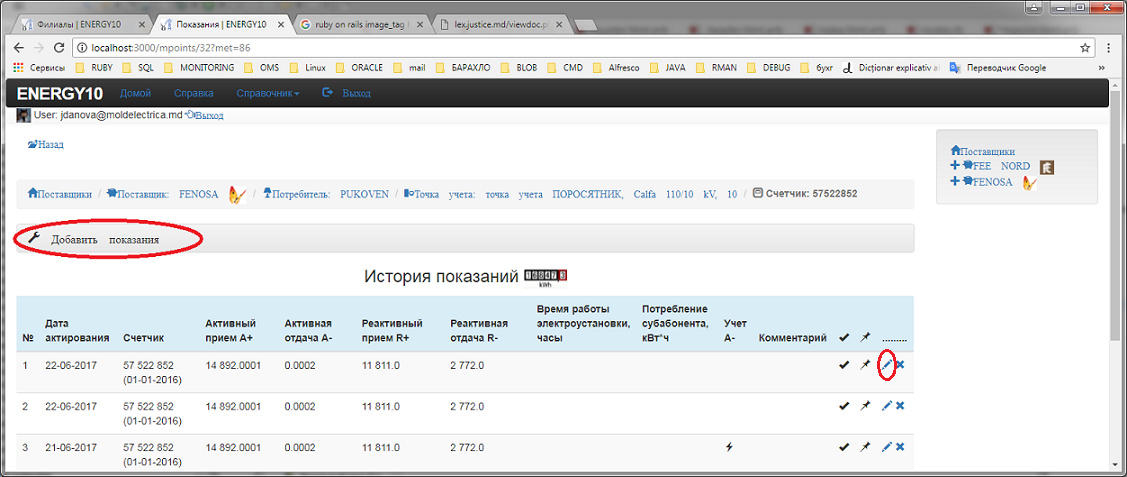 Филиалы | ENERGY10
Показания | ENERGY10
ruby on rails image_tag
lex.justice.md/viewdoc.p
localhost:3000/mpoints/32?met=86
Сервисы RUBY SQL MONITORING OMS Linux ORACLE mail БАРАХЛО BLOB CMD Alfresco JAVA RMAN DEBUG бухг Dicționar explicativ al Переводчик Google »
ENERGY10 Домой Справка Справочник Выход
User: jdanova@moldelectrica.md Выход
Назад
Поставщики
FEE NORD
FENOSA
Поставщики / Поставщик: FENOSA / Потребитель: PUKOVEN / Точка учета: точка учета ПОРОСЯТНИК, Calfa 110/10 kV, 10 / Счетчик: 57522852
Добавить показания
История показаний 168473
kWh
№ Дата актирования Счетчик Активный прием A+ Активная отдача A- Реактивный прием R+ Реактивная отдача R- Время работы электроустановки, часы Потребление субабонента, кВт*ч Учет A- Комментарий .........
1 22-06-2017 57 522 852 (01-01-2016) 14 892.0001 0.0002 11 811.0 2 772.0
2 22-06-2017 57 522 852 (01-01-2016) 14 892.0001 0.0002 11 811.0 2 772.0
3 21-06-2017 57 522 852 (01-01-2016) 14 892.0001 0.0002 11 811.0 2 772.0